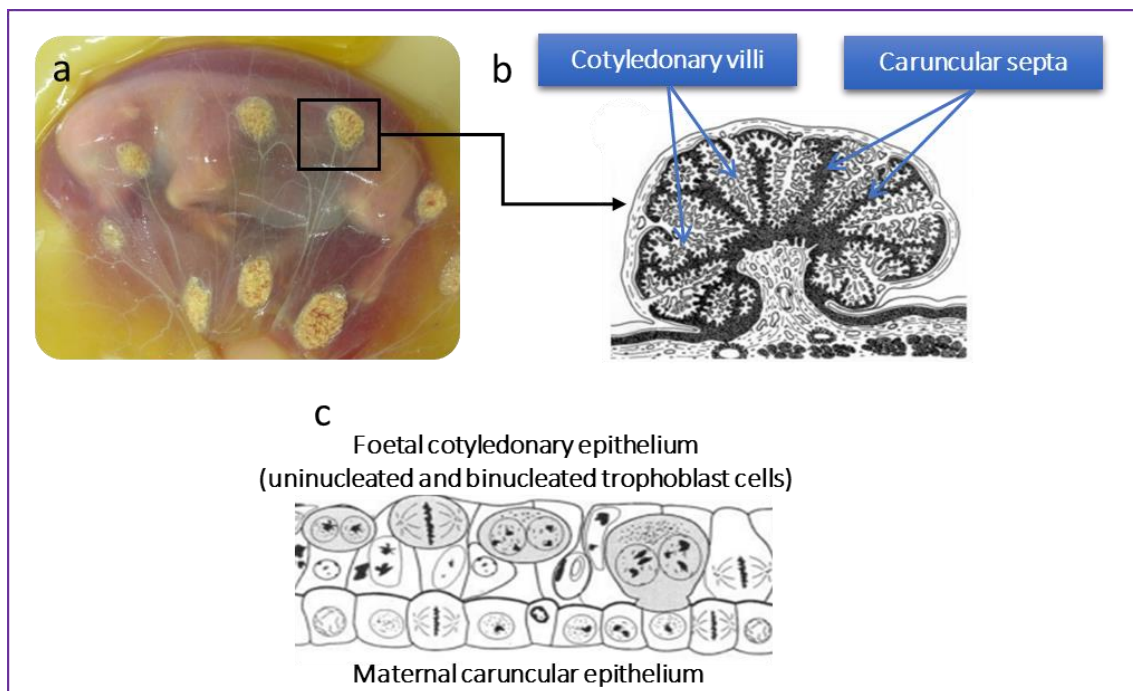 a
b
Cotyledonary villi
Caruncular septa
c
Foetal cotyledonary epithelium
(uninucleated and binucleated trophoblast cells)
Maternal caruncular epithelium